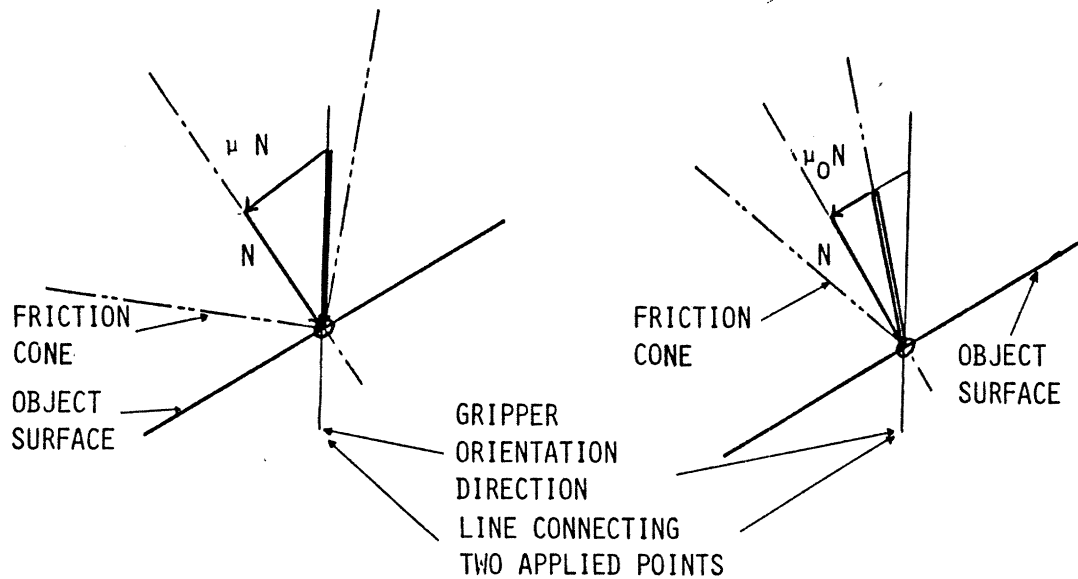 μ N
N
FRICTION
CONE
OBJECT
SURFACE
μ₀N
N
FRICTION
CONE
OBJECT
SURFACE
GRIPPER
ORIENTATION
DIRECTION
LINE CONNECTING
TWO APPLIED POINTS